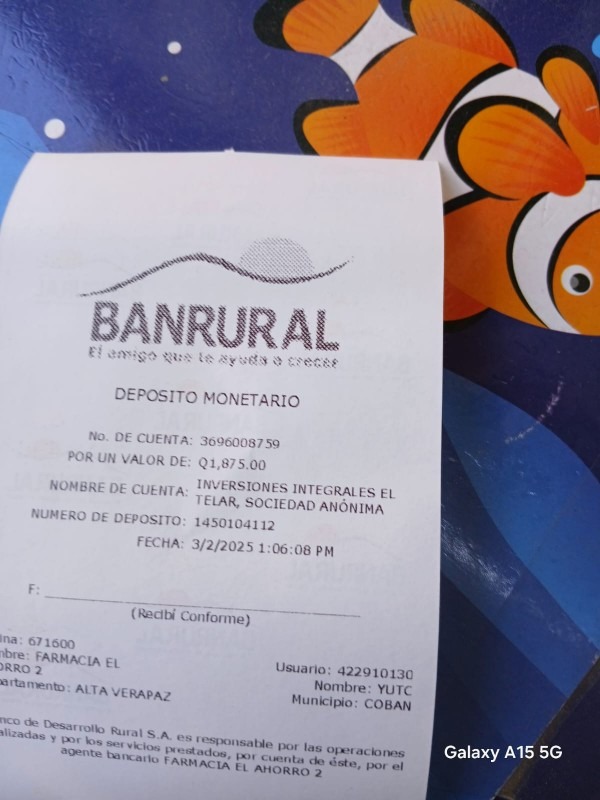 BANRURAL
El amigo que te ayuda a crecer
DEPOSITO MONETARIO
No. DE CUENTA: 3696008759
POR UN VALOR DE: Q1,875.00
NOMBRE DE CUENTA: INVERSIONES INTEGRALES EL
TELAR, SOCIEDAD ANÓNIMA
NUMERO DE DEPOSITO: 1450104112
FECHA: 3/2/2025 1:06:08 PM
F:
(Recibí Conforme)
ina: 671600
nbre: FARMACIA EL
ORRO 2
partamento: ALTA VERAPAZ
Usuario: 422910130
Nombre: YUTC
Municipio: COBAN
nco de Desarrollo Rural S.A. es responsable por las operaciones
alizadas y por los servicios prestados, por cuenta de éste, por el
agente bancario FARMACIA EL AHORRO 2
Galaxy A15 5G